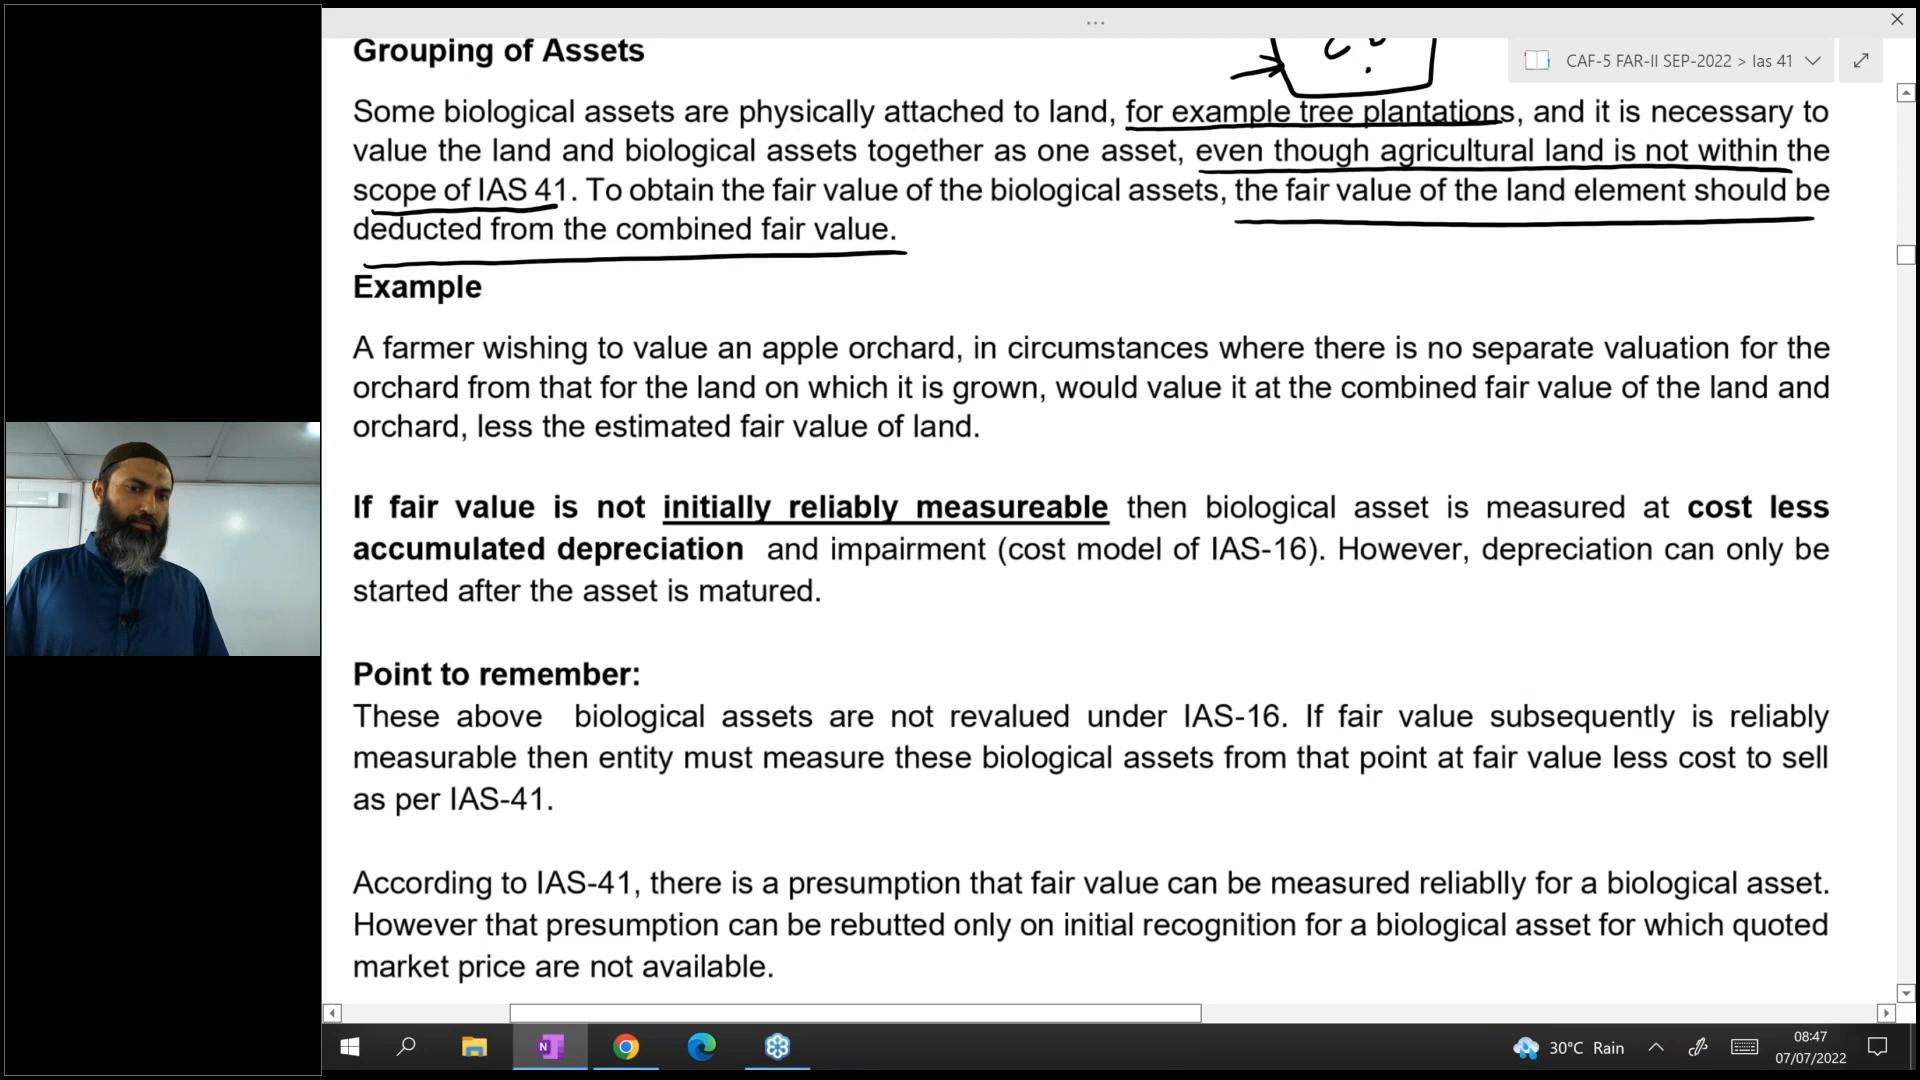 ...
CAF-5 FAR-II SEP-2022 > Ias 41
Grouping of Assets
Some biological assets are physically attached to land, for example tree plantations, and it is necessary to
value the land and biological assets together as one asset, even though agricultural land is not within the
scope of IAS 41. To obtain the fair value of the biological assets, the fair value of the land element should be
deducted from the combined fair value.
Example
A farmer wishing to value an apple orchard, in circumstances where there is no separate valuation for the
orchard from that for the land on which it is grown, would value it at the combined fair value of the land and
orchard, less the estimated fair value of land.
If fair value is not initially reliably measureable then biological asset is measured at cost less
accumulated depreciation and impairment (cost model of IAS-16). However, depreciation can only be
started after the asset is matured.
Point to remember:
These above biological assets are not revalued under IAS-16. If fair value subsequently is reliably
measurable then entity must measure these biological assets from that point at fair value less cost to sell
as per IAS-41.
According to IAS-41, there is a presumption that fair value can be measured reliablly for a biological asset.
However that presumption can be rebutted only on initial recognition for a biological asset for which quoted
market price are not available.
N
30°C Rain
08:47
07/07/2022